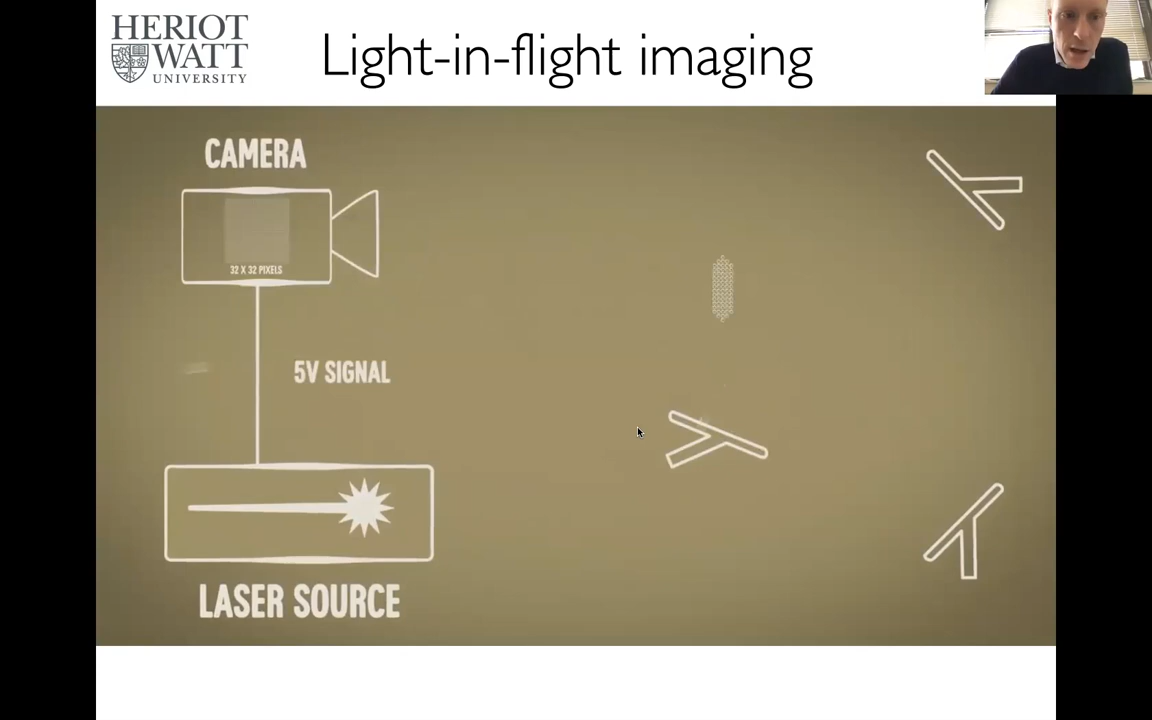 HERIOT
WATT
UNIVERSITY
Light-in-flight imaging
CAMERA
32 X 32 PIXELS
5V SIGNAL
LASER SOURCE